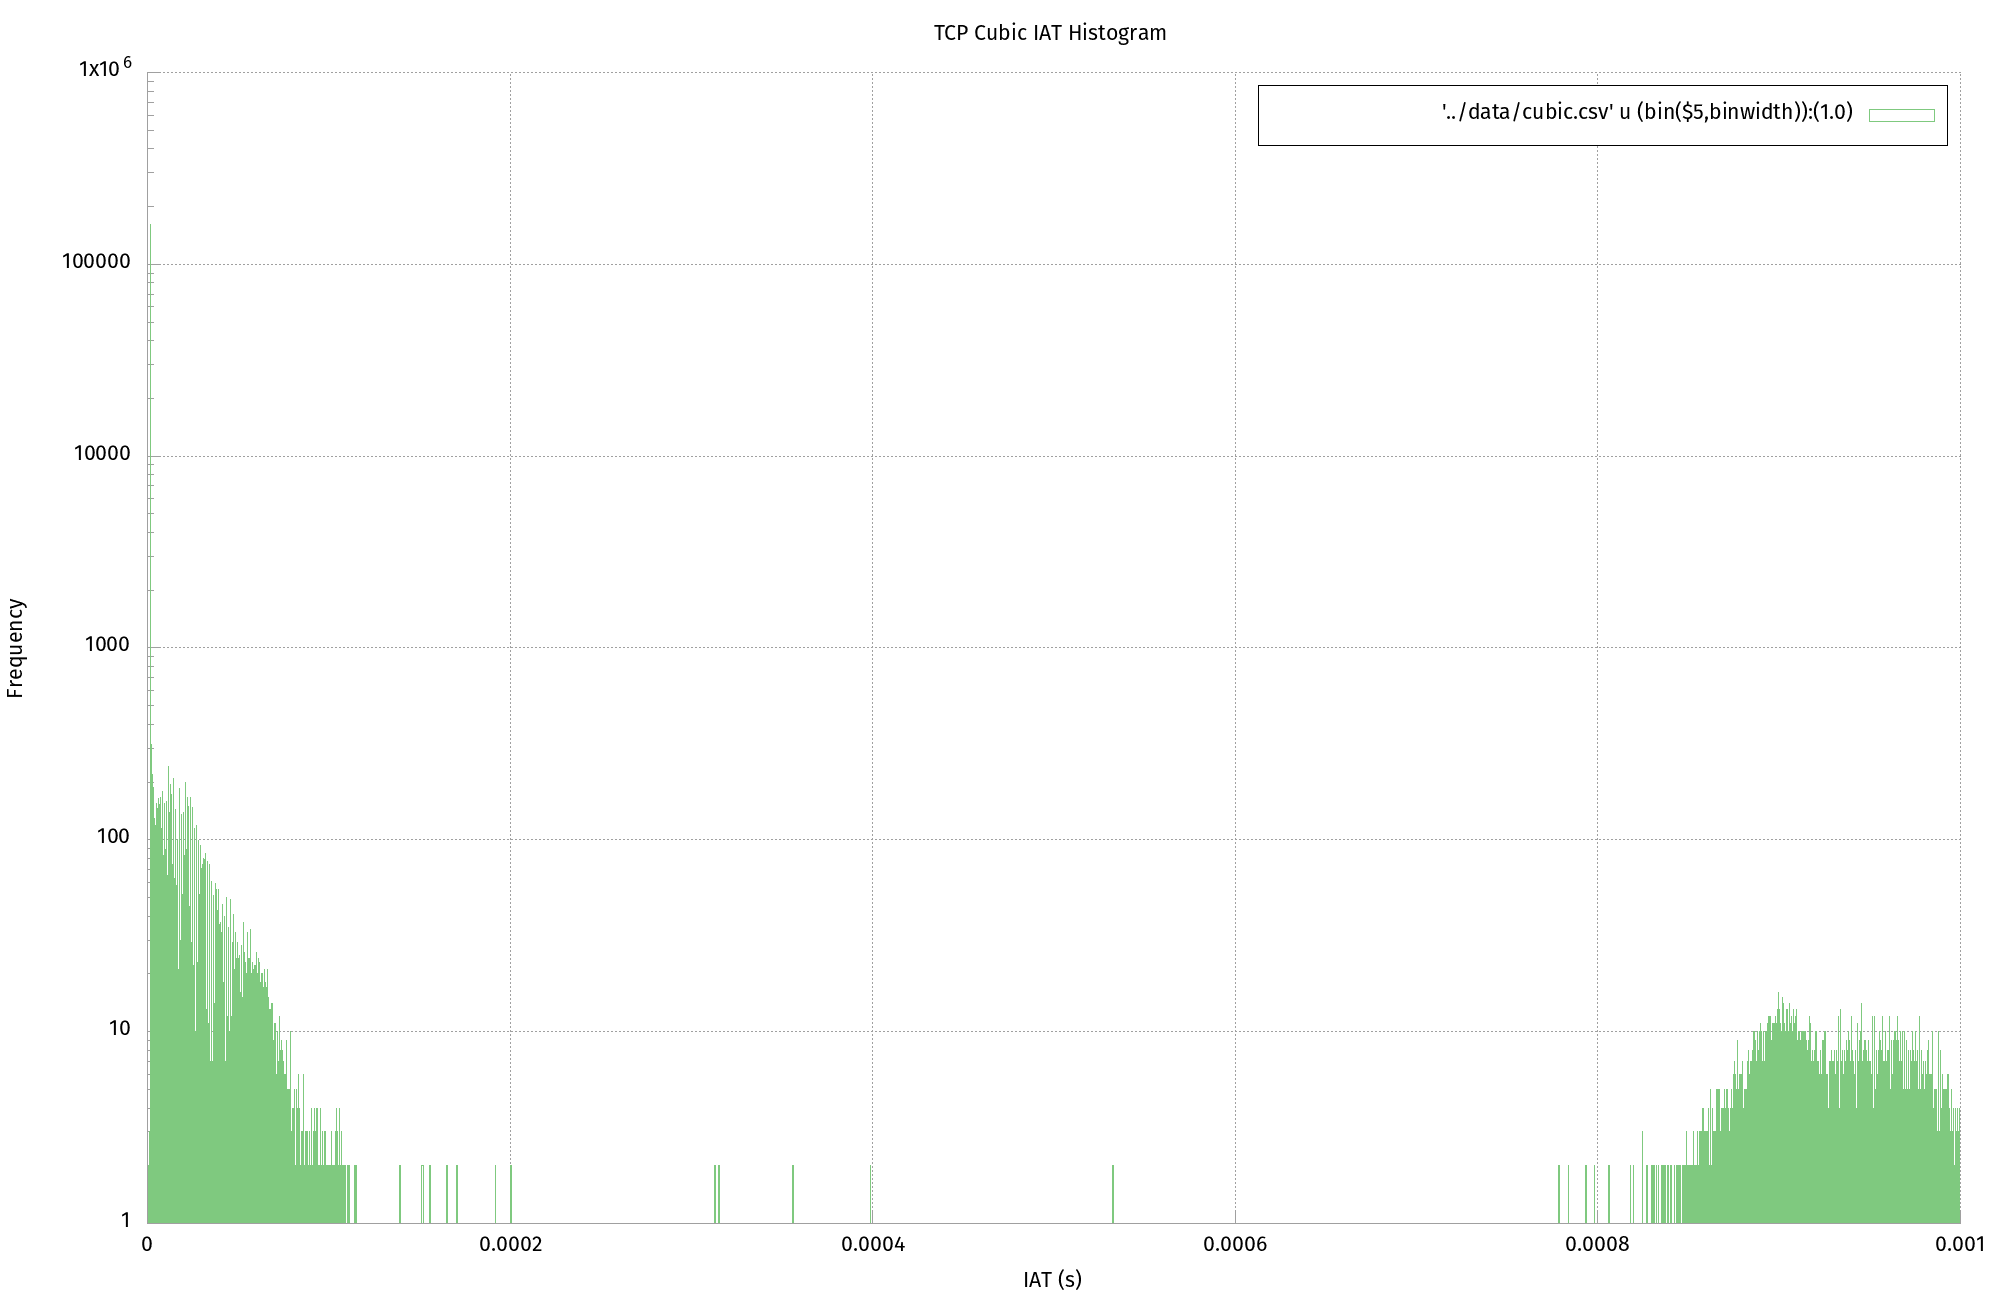 TCP Cubic IAT Histogram
1x10^6
'../data/cubic.csv' u (bin($5,binwidth)):(1.0)
100000
10000
1000
Frequency
100
10
1
0 0.0002 0.0004 0.0006 0.0008 0.001
IAT (s)